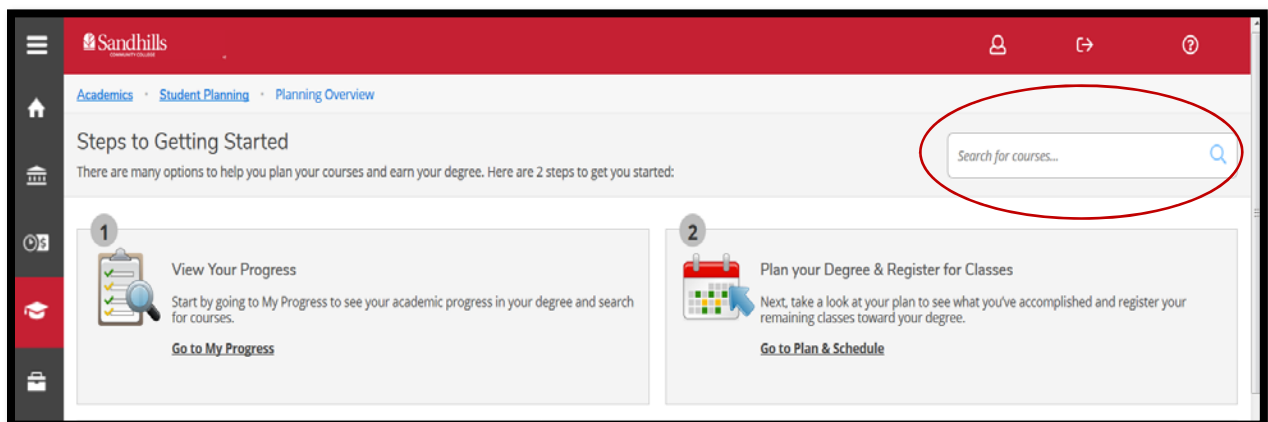 Sandhills
COMMUNITY COLLEGE
Academics · Student Planning · Planning Overview
Steps to Getting Started
There are many options to help you plan your courses and earn your degree. Here are 2 steps to get you started:
Search for courses...
1
View Your Progress
Start by going to My Progress to see your academic progress in your degree and search
for courses.
Go to My Progress
2
Plan your Degree & Register for Classes
Next, take a look at your plan to see what you've accomplished and register your
remaining classes toward your degree.
Go to Plan & Schedule